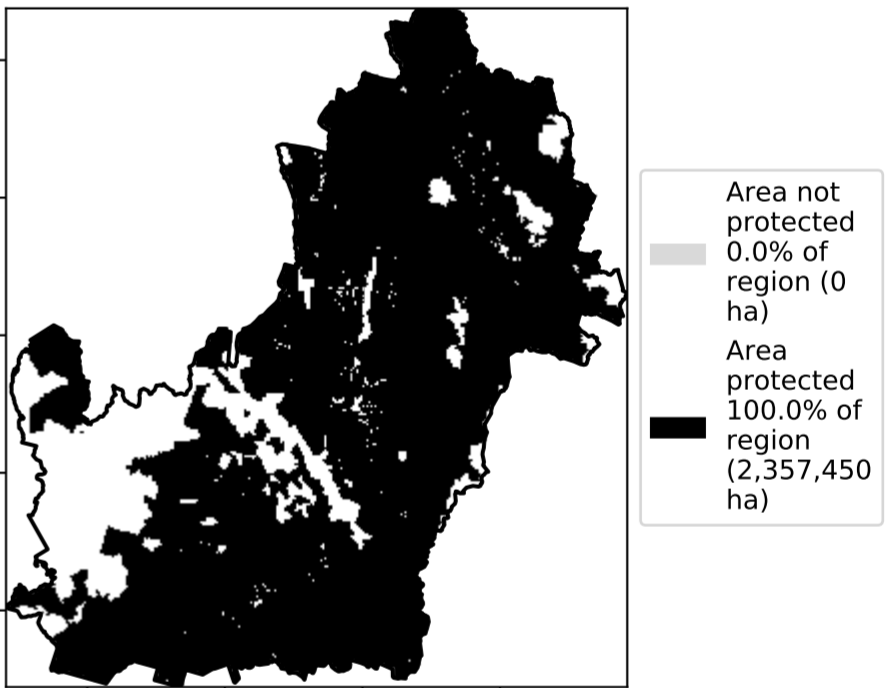 Area not
protected
0.0% of
region (0
ha)
Area
protected
100.0% of
region
(2,357,450
ha)